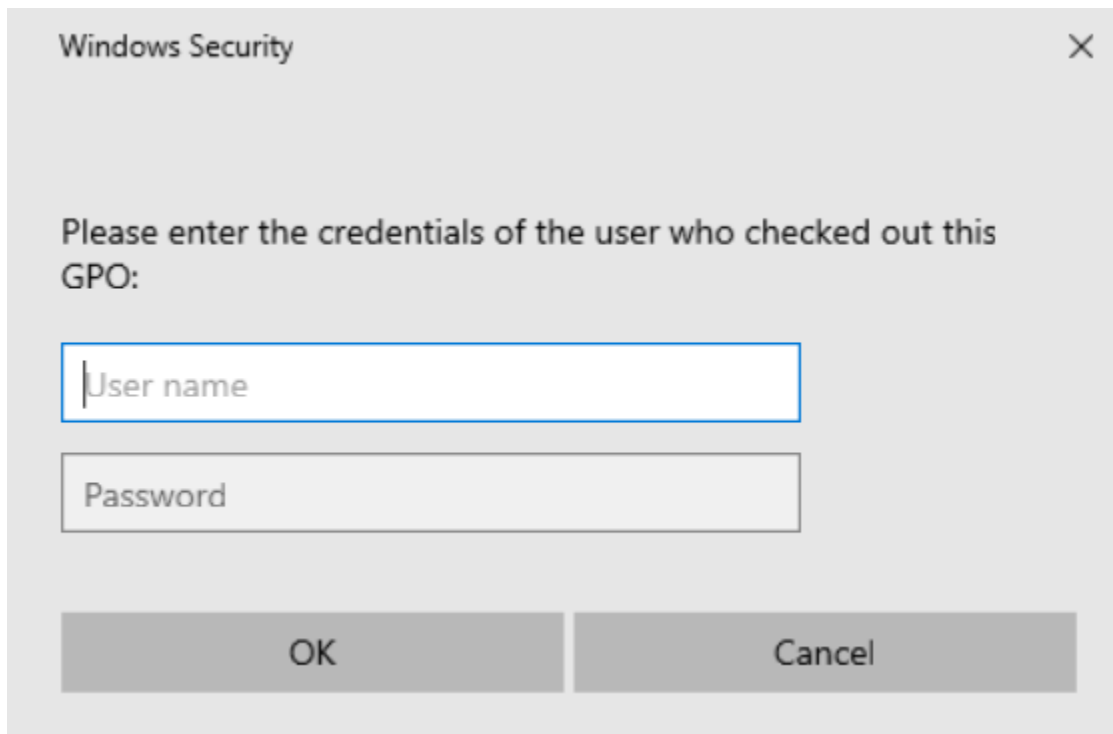 Windows Security
Please enter the credentials of the user who checked out this
GPO:
User name
Password
OK
Cancel